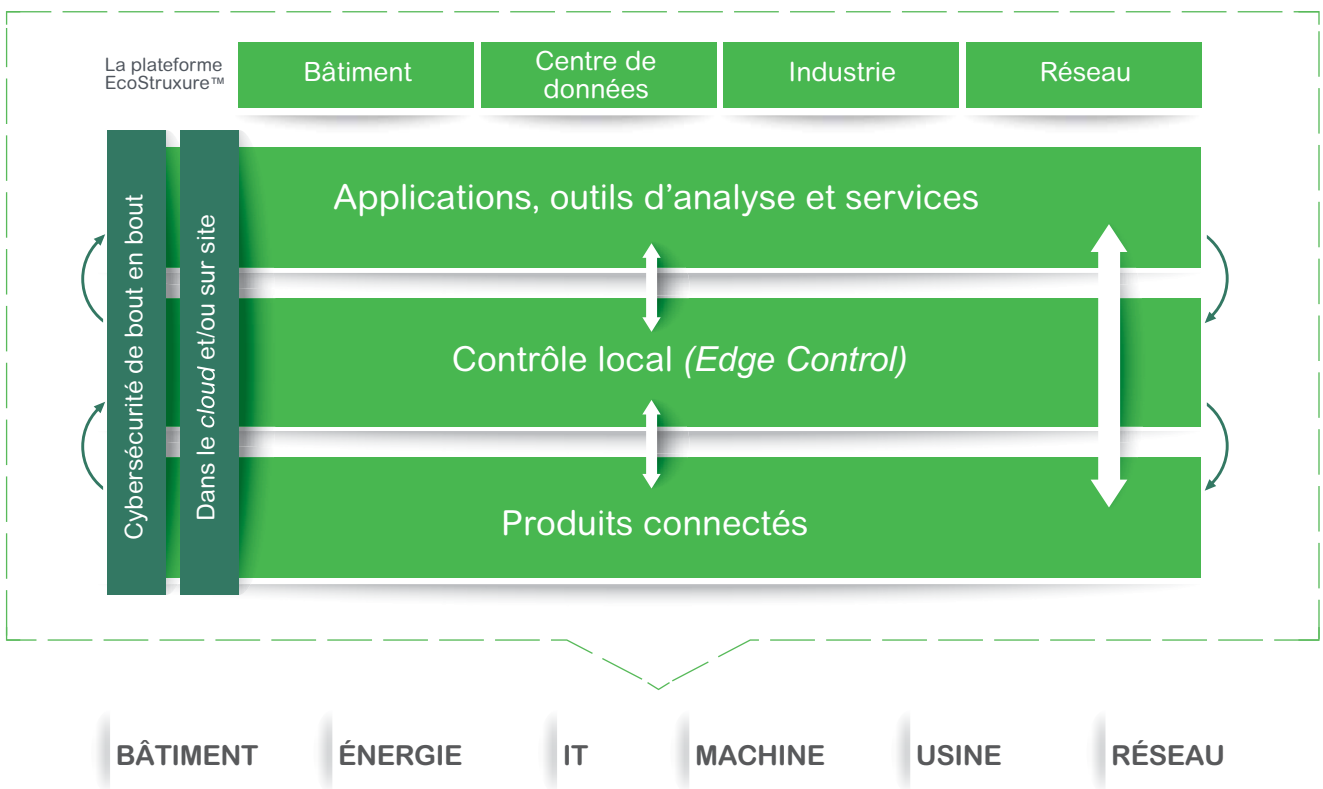 La plateforme
EcoStruxure™
Bâtiment
Centre de
données
Industrie
Réseau
Cybersécurité de bout en bout
Dans le cloud et/ou sur site
Applications, outils d’analyse et services
Contrôle local (Edge Control)
Produits connectés
BÂTIMENT
ÉNERGIE
IT
MACHINE
USINE
RÉSEAU